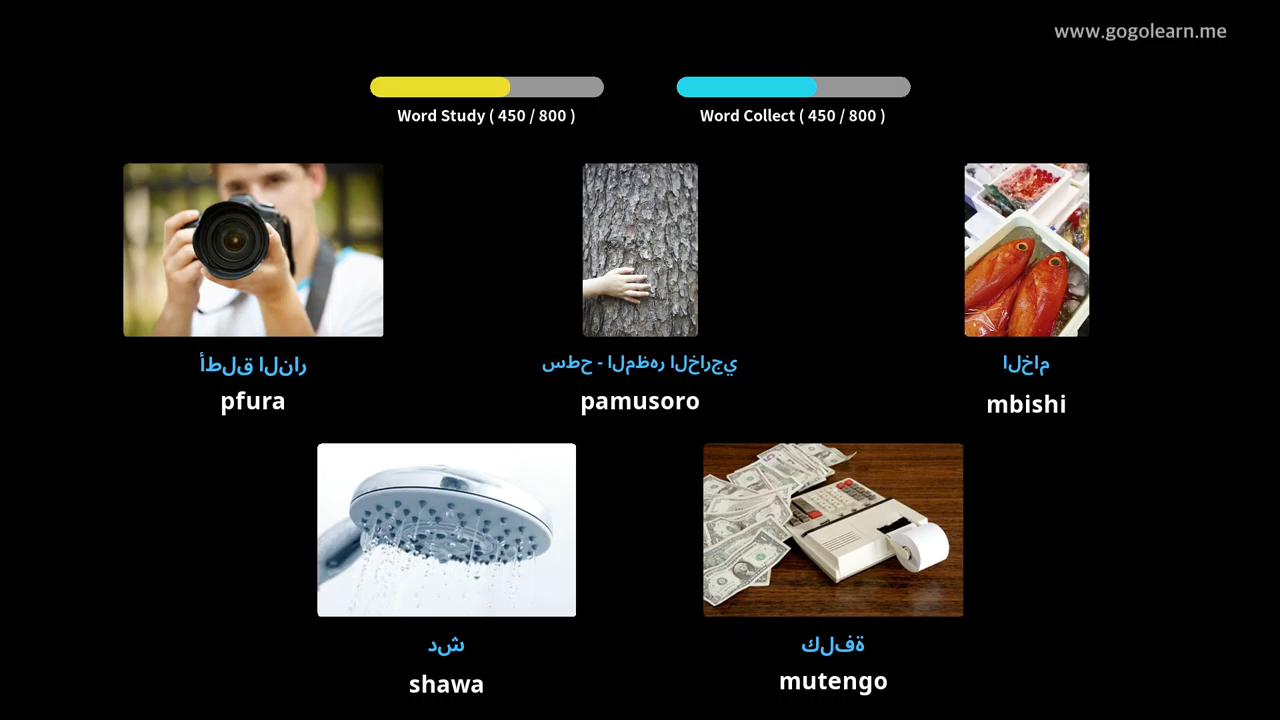 www.gogolearn.me
Word Study ( 450 / 800 )
Word Collect ( 450 / 800 )
أطلق النار
pfura
سطح - المظهر الخارجي
pamusoro
الخام
mbishi
دش
shawa
كلفة
mutengo